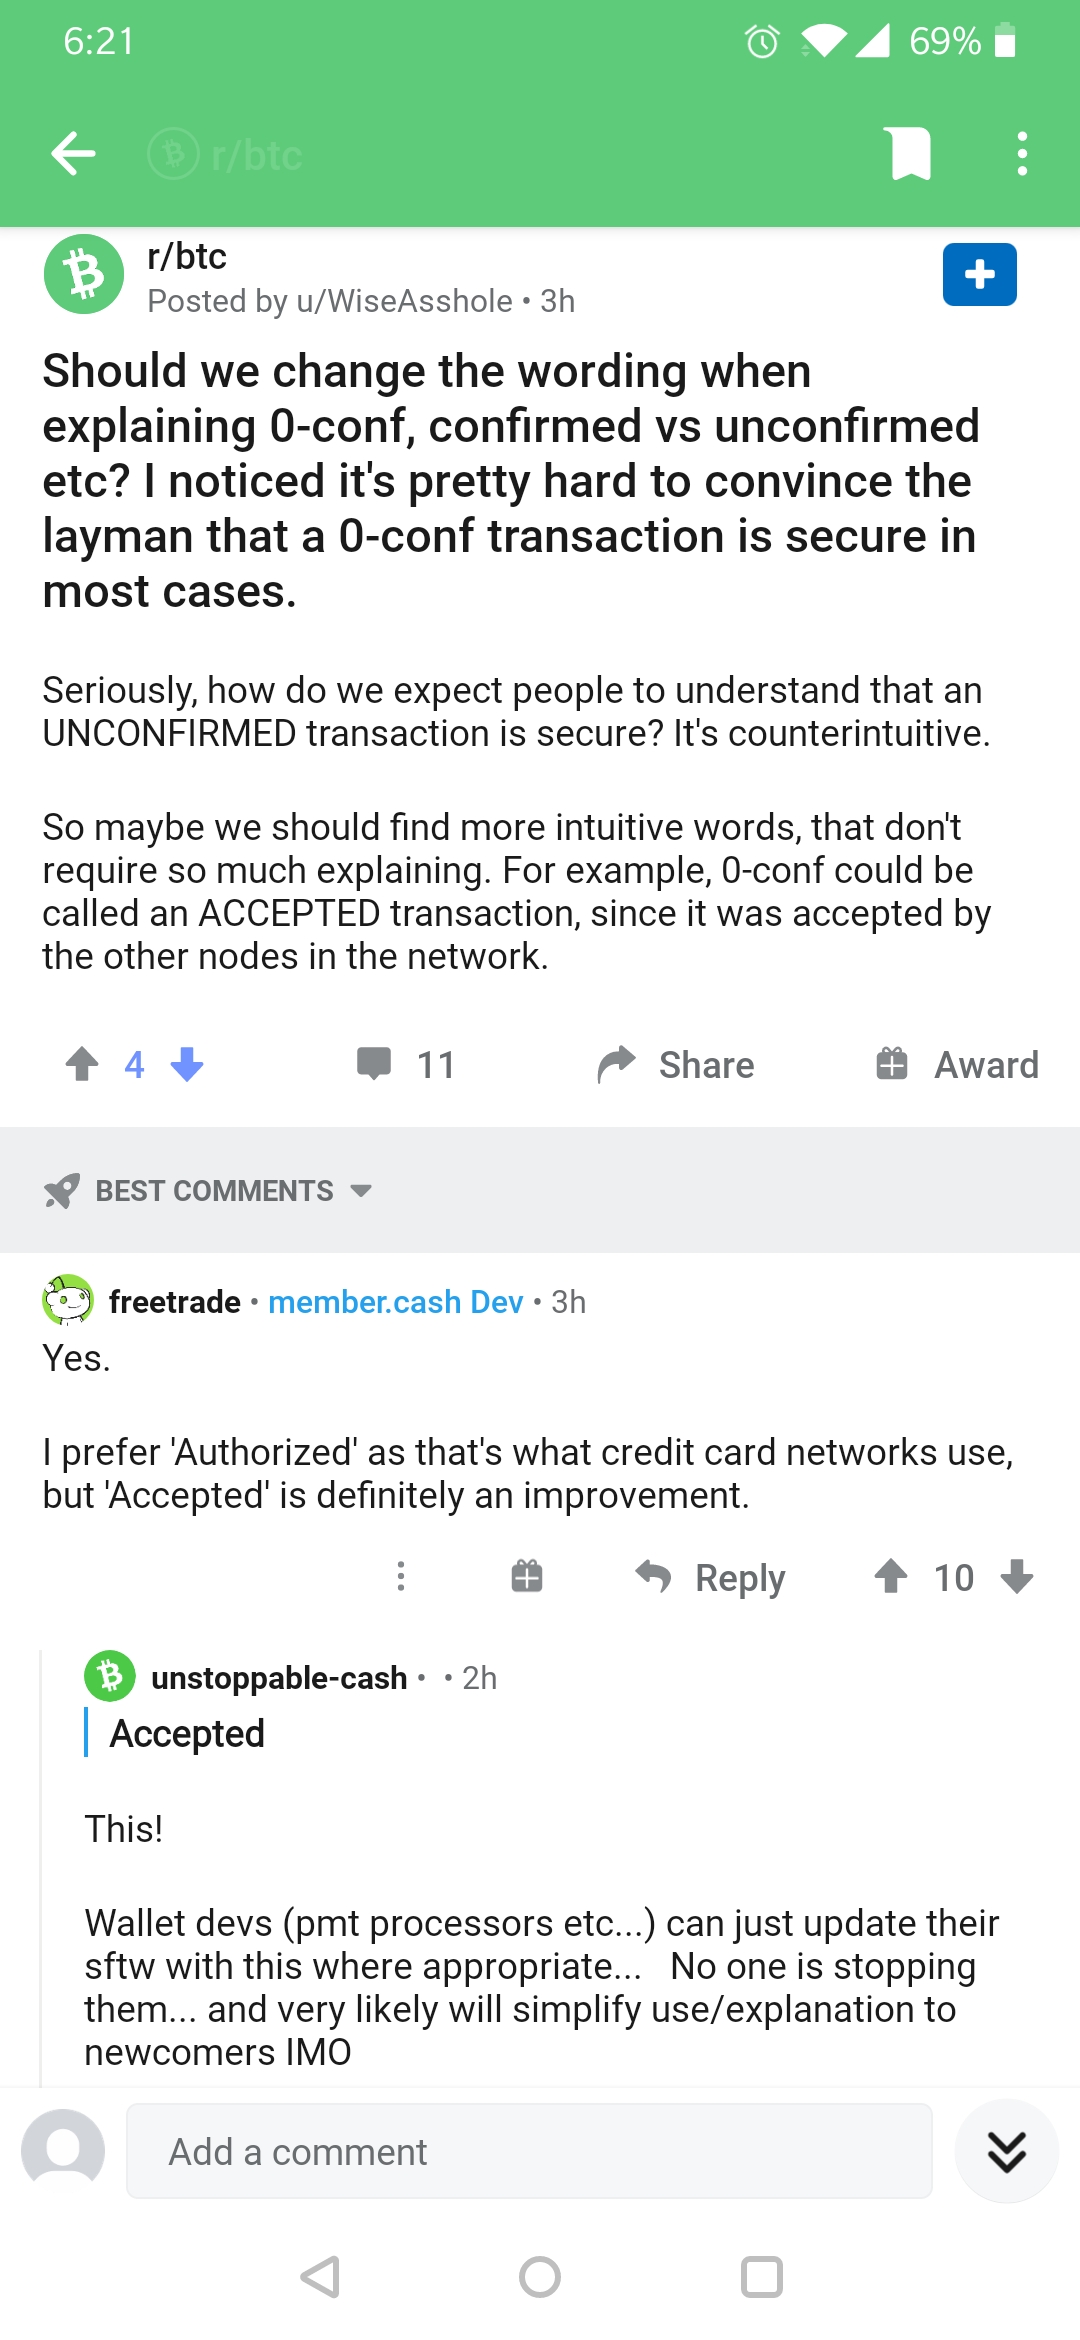 6:21
69%
r/btc
r/btc
Posted by u/WiseAsshole • 3h
Should we change the wording when
explaining 0-conf, confirmed vs unconfirmed
etc? I noticed it's pretty hard to convince the
layman that a 0-conf transaction is secure in
most cases.
Seriously, how do we expect people to understand that an
UNCONFIRMED transaction is secure? It's counterintuitive.
So maybe we should find more intuitive words, that don't
require so much explaining. For example, 0-conf could be
called an ACCEPTED transaction, since it was accepted by
the other nodes in the network.
4
11
Share
Award
BEST COMMENTS
freetrade • member.cash Dev • 3h
Yes.
I prefer 'Authorized' as that's what credit card networks use,
but 'Accepted' is definitely an improvement.
Reply
10
unstoppable-cash • • 2h
Accepted
This!
Wallet devs (pmt processors etc...) can just update their
sftw with this where appropriate... No one is stopping
them... and very likely will simplify use/explanation to
newcomers IMO
Add a comment